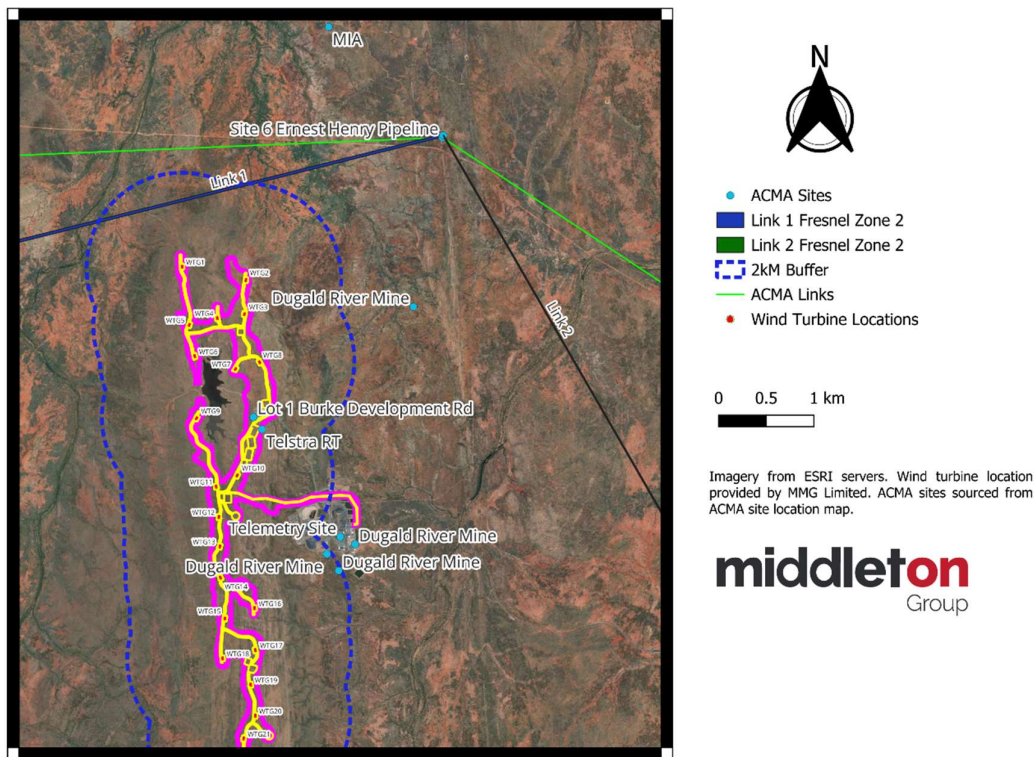 MIA
Site 6 Ernest Henry Pipeline
Link 1
WTG1
WTG2
Dugald River Mine
WTG3
WTG4
WTG5
Link 2
WTG6
WTG8
WTG7
WTG9
Lot 1 Burke Development Rd
Telstra RT
WTG10
WTG11
WTG12
Telemetry Site
Dugald River Mine
WTG13
Dugald River Mine
Dugald River Mine
WTG14
WTG16
WTG15
WTG17
WTG18
WTG19
WTG20
WTG21
N
ACMA Sites
Link 1 Fresnel Zone 2
Link 2 Fresnel Zone 2
2kM Buffer
ACMA Links
Wind Turbine Locations
0 0.5 1 km
Imagery from ESRI servers. Wind turbine location
provided by MMG Limited. ACMA sites sourced from
ACMA site location map.
middleton
Group